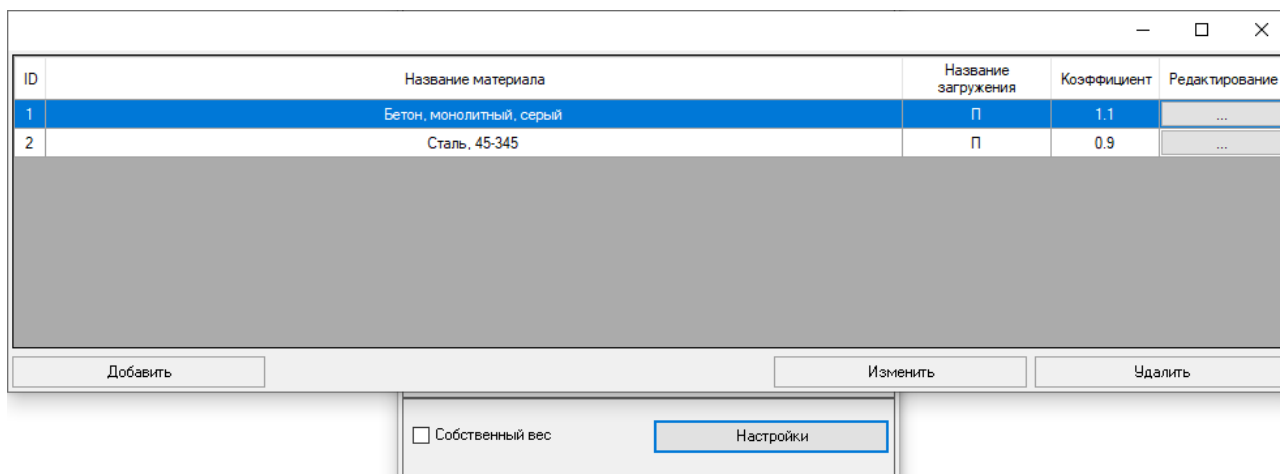 ID Название материала Название загружения Коэффициент Редактирование
1 Бетон, монолитный, серый П 1.1 ...
2 Сталь, 45-345 П 0.9 ...
Добавить Изменить Удалить
Собственный вес Настройки